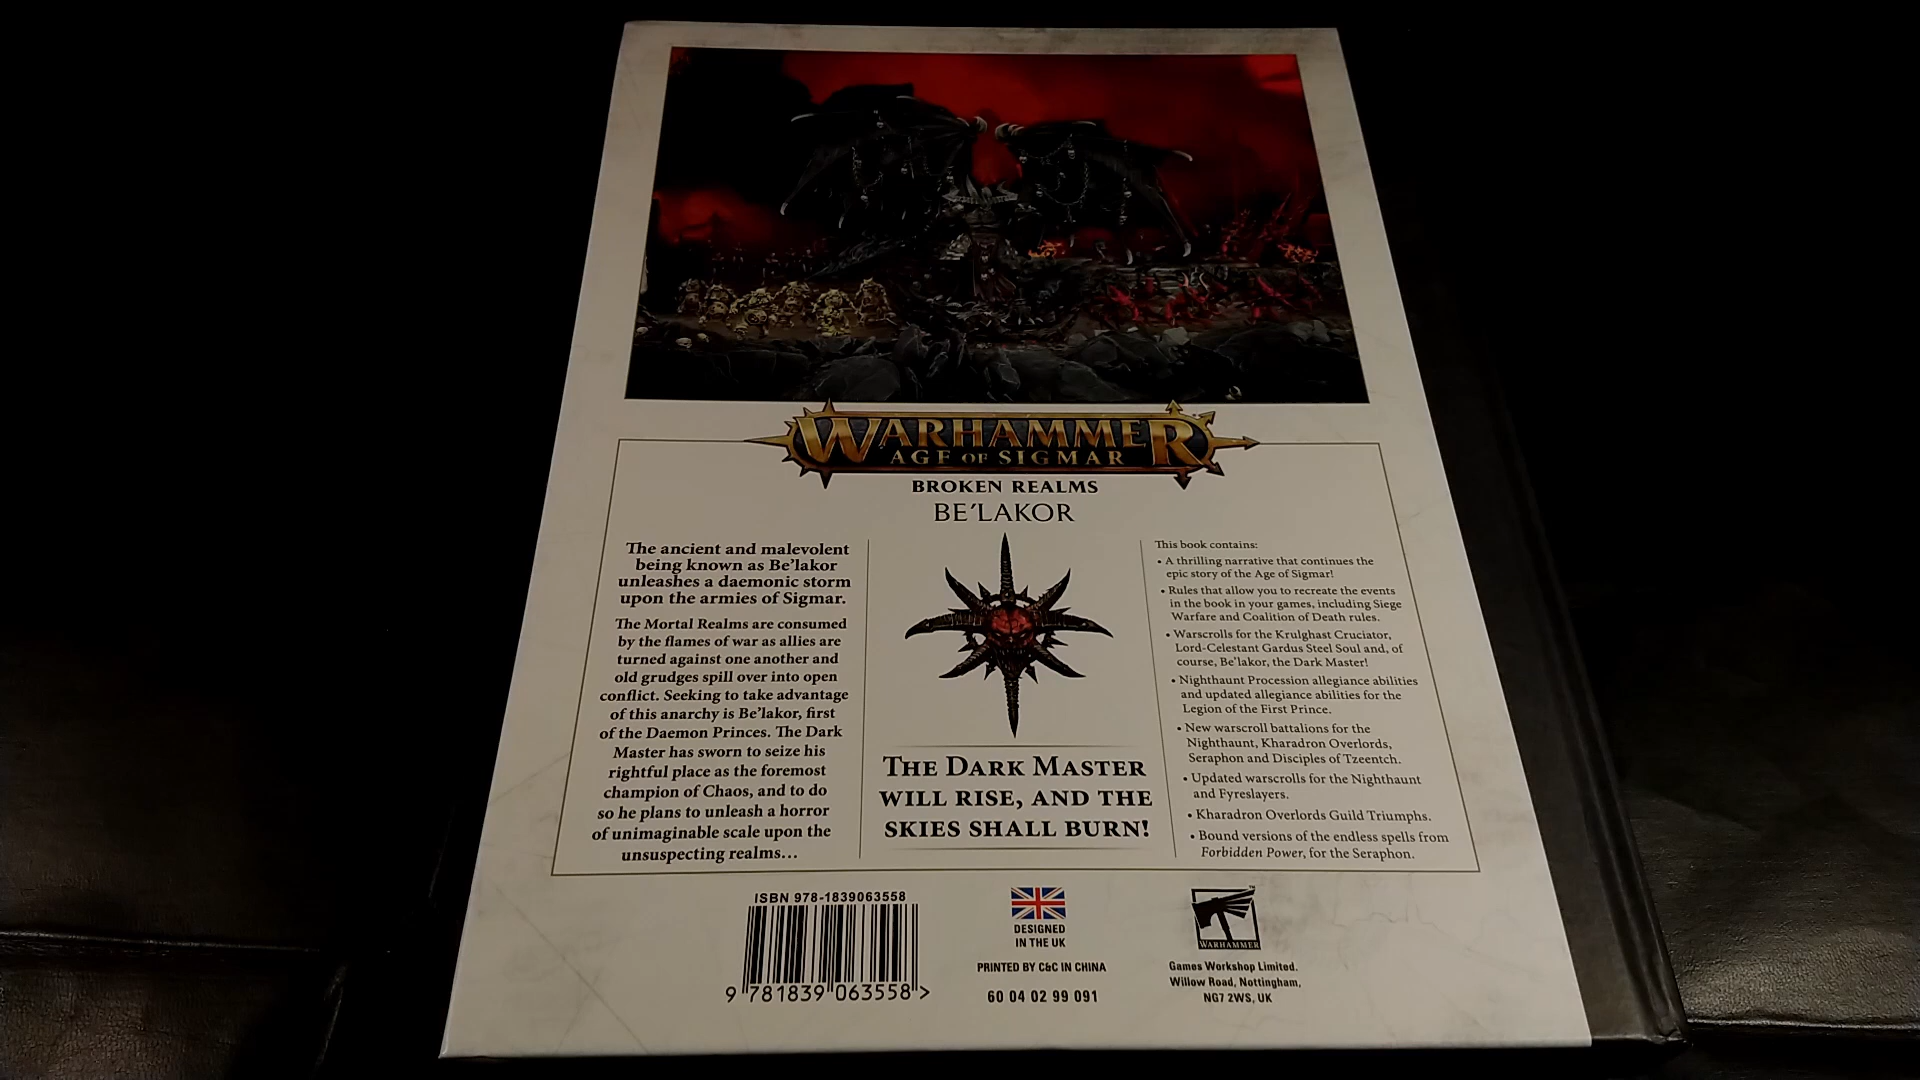 WARHAMMER
AGE OF SIGMAR
BROKEN REALMS
BE'LAKOR
The ancient and malevolent
being known as Be'lakor
unleashes a daemonic storm
upon the armies of Sigmar.
The Mortal Realms are consumed
by the flames of war as allies are
turned against one another and
old grudges spill over into open
conflict. Seeking to take advantage
of this anarchy is Be'lakor, first
of the Daemon Princes. The Dark
Master has sworn to seize his
rightful place as the foremost
champion of Chaos, and to do
so he plans to unleash a horror
of unimaginable scale upon the
unsuspecting realms...
THE DARK MASTER
WILL RISE, AND THE
SKIES SHALL BURN!
This book contains:
• A thrilling narrative that continues the
epic story of the Age of Sigmar!
• Rules that allow you to recreate the events
in the book in your games, including Siege
Warfare and Coalition of Death rules.
• Warscrolls for the Krulghast Cruciator,
Lord-Celestant Gardus Steel Soul and, of
course, Be'lakor, the Dark Master!
• Nighthaunt Procession allegiance abilities
and updated allegiance abilities for the
Legion of the First Prince.
• New warscroll battalions for the
Nighthaunt, Kharadron Overlords,
Seraphon and Disciples of Tzeentch.
• Updated warscrolls for the Nighthaunt
and Fyreslayers.
• Kharadron Overlords Guild Triumphs.
• Bound versions of the endless spells from
Forbidden Power, for the Seraphon.
ISBN 978-1839063558
9 781839 063558 >
DESIGNED
IN THE UK
PRINTED BY C&C IN CHINA
60 04 02 99 091
WARHAMMER
Games Workshop Limited.
Willow Road, Nottingham,
NG7 2WS, UK